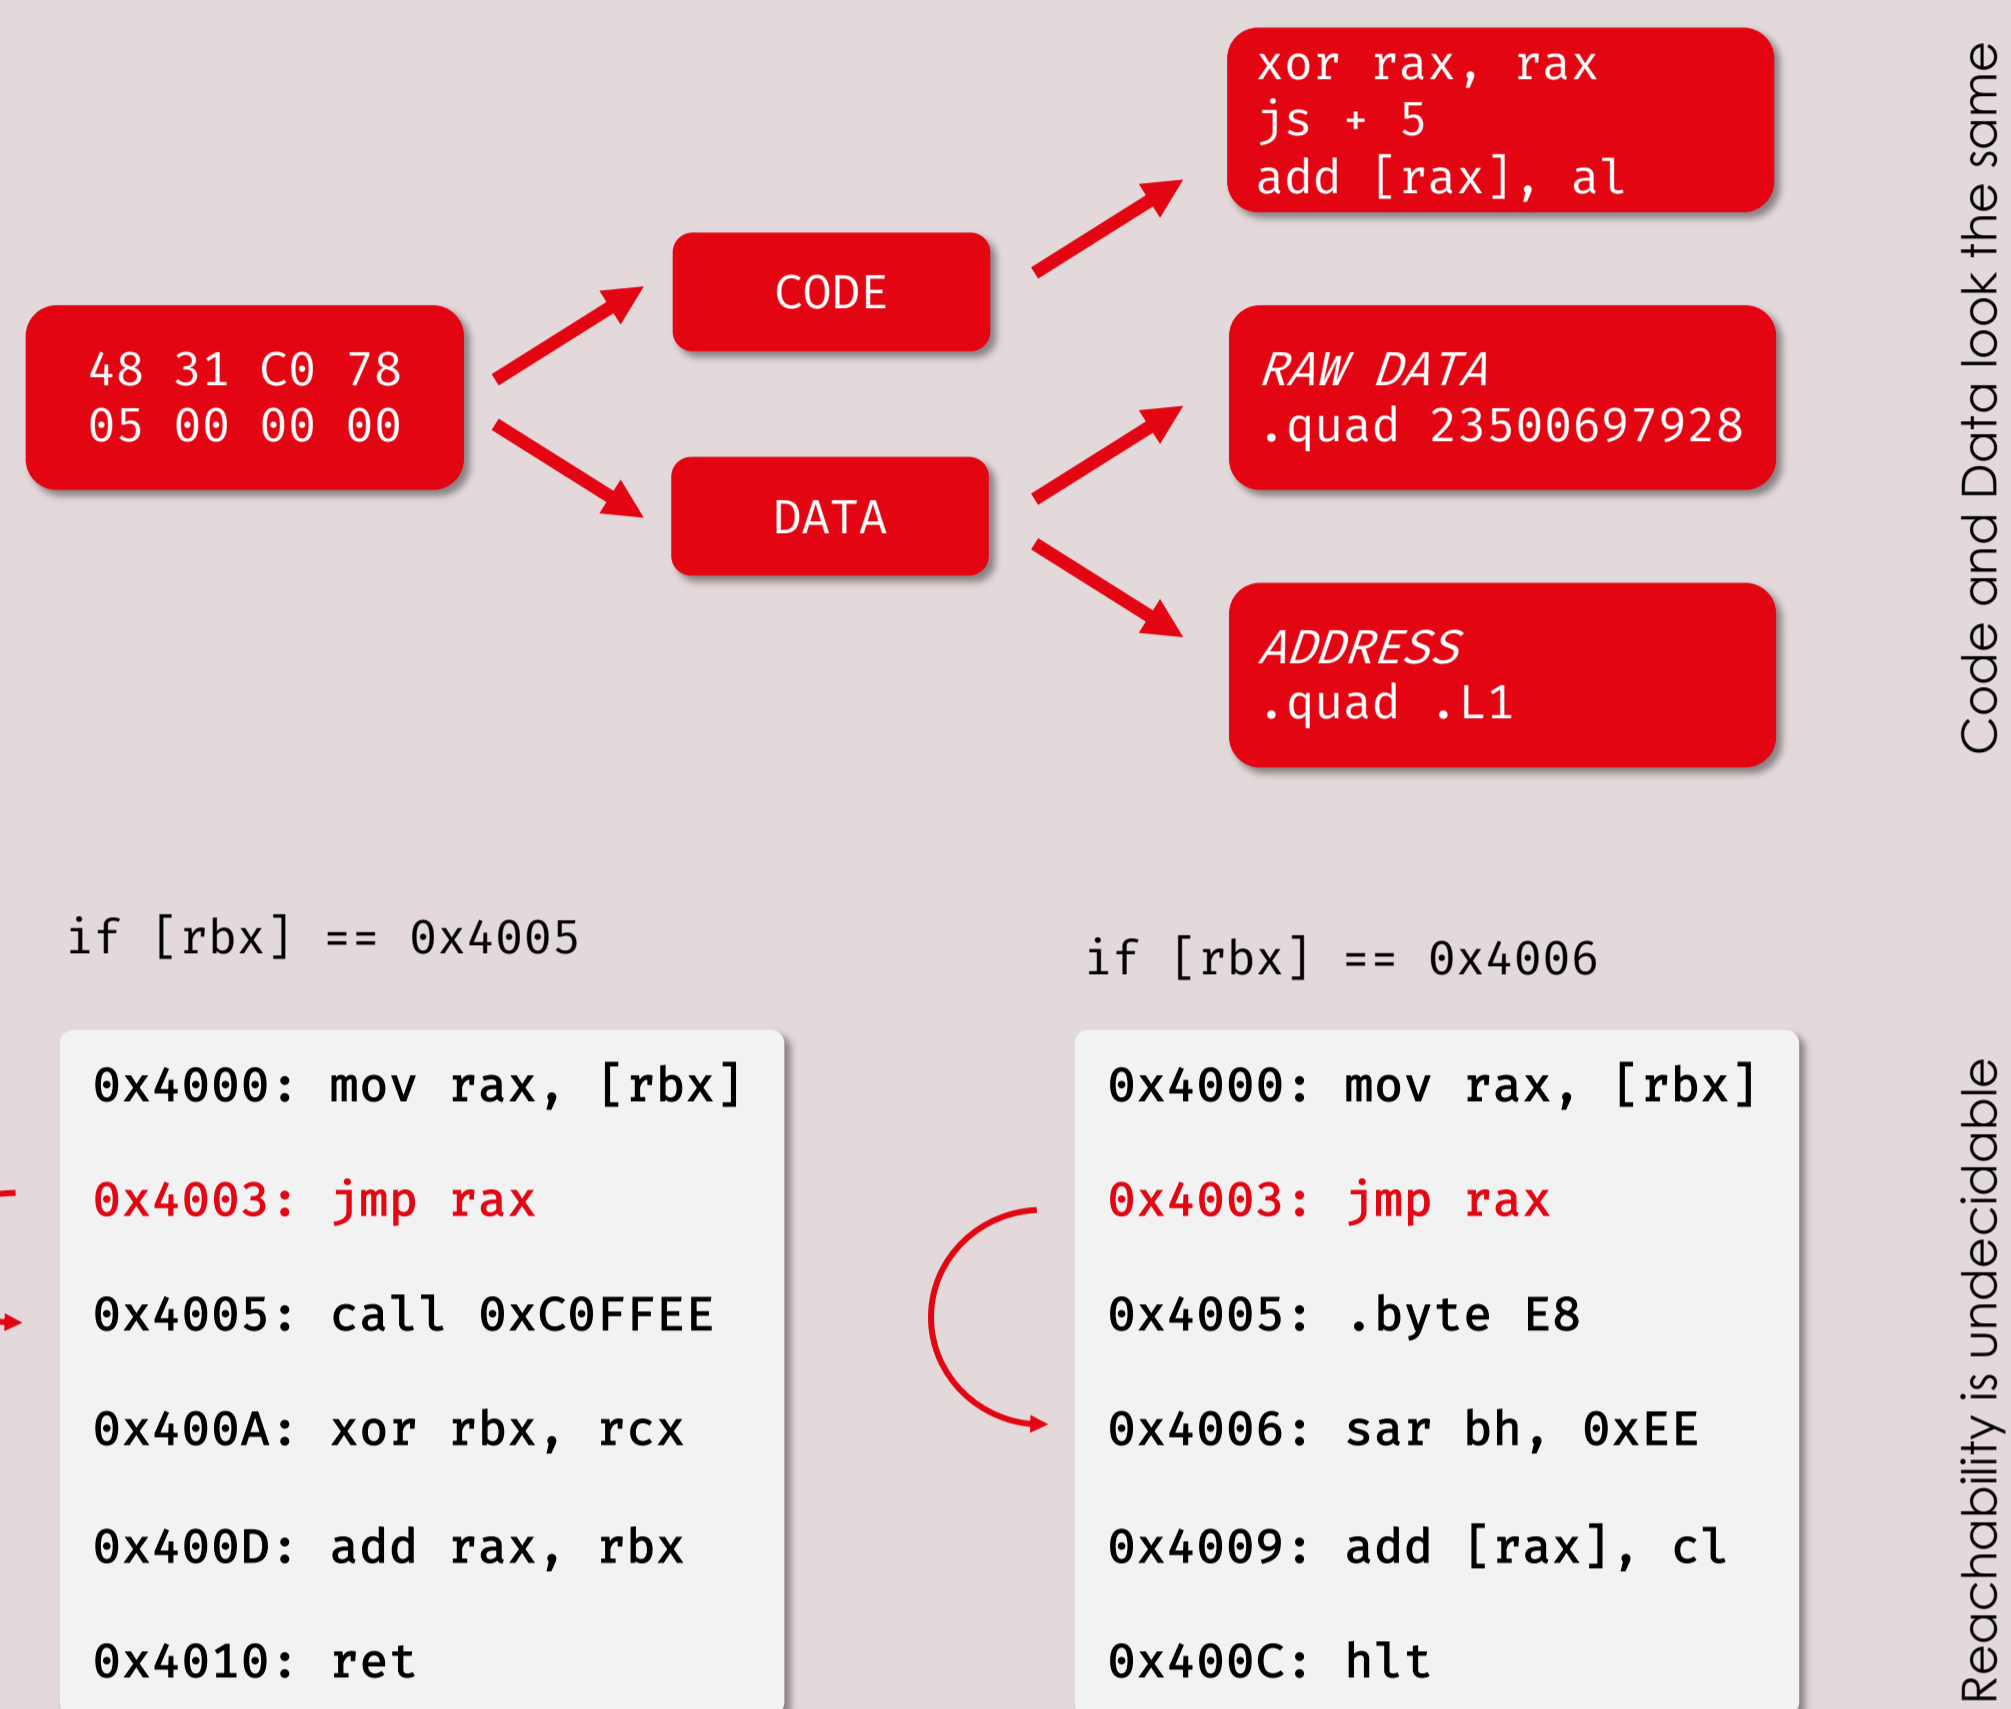 xor rax, rax
js + 5
add [rax], al
CODE
48 31 C0 78
05 00 00 00
RAW DATA
.quad 23500697928
DATA
ADDRESS
.quad .L1
Code and Data look the same
if [rbx] == 0x4005
0x4000: mov rax, [rbx]
0x4003: jmp rax
0x4005: call 0xC0FFEE
0x400A: xor rbx, rcx
0x400D: add rax, rbx
0x4010: ret
if [rbx] == 0x4006
0x4000: mov rax, [rbx]
0x4003: jmp rax
0x4005: .byte E8
0x4006: sar bh, 0xEE
0x4009: add [rax], cl
0x400C: hlt
Reachability is undecidable